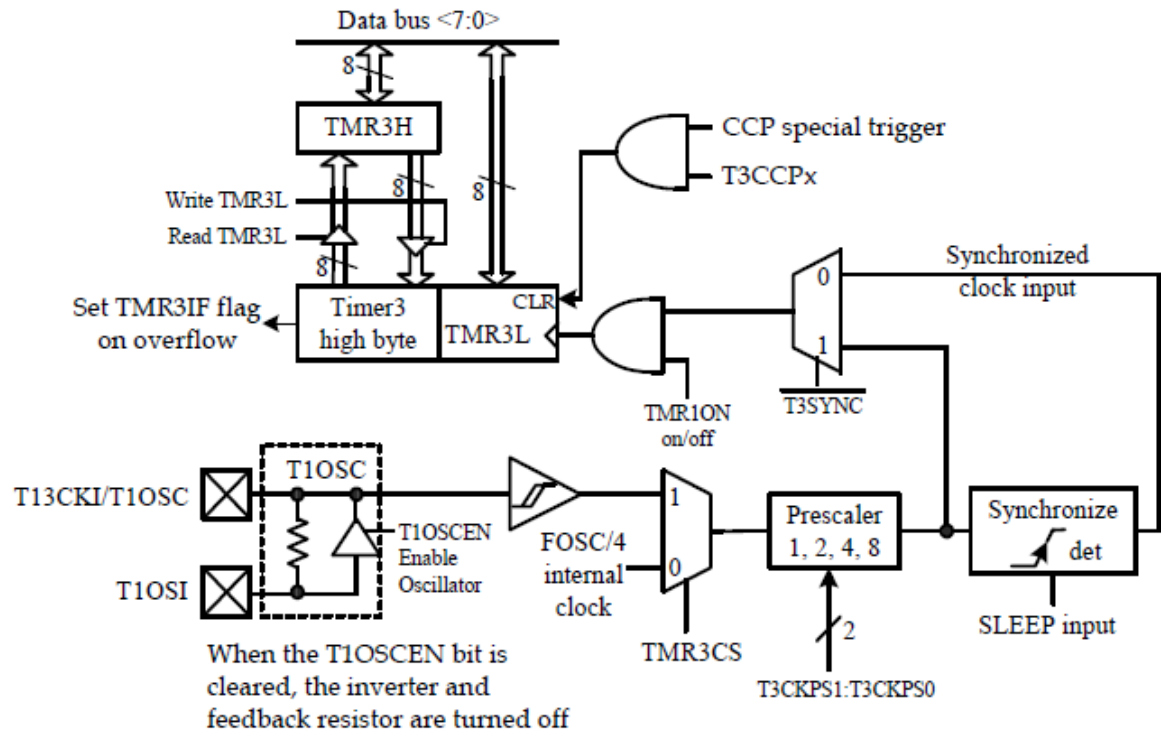 Data bus <7:0>
8
TMR3H
CCP special trigger
T3CCPx
8
8
Write TMR3L
Read TMR3L
8
Synchronized
clock input
0
1
CLR
Set TMR3IF flag
on overflow
Timer3
high byte
TMR3L
T3SYNC
TMR1ON
on/off
T1OSC
T13CKI/T1OSC
1
Prescaler
1, 2, 4, 8
Synchronize
det
T1OSCEN
Enable
Oscillator
FOSC/4
internal
clock
0
T1OSI
2
SLEEP input
TMR3CS
T3CKPS1:T3CKPS0
When the T1OSCEN bit is
cleared, the inverter and
feedback resistor are turned off